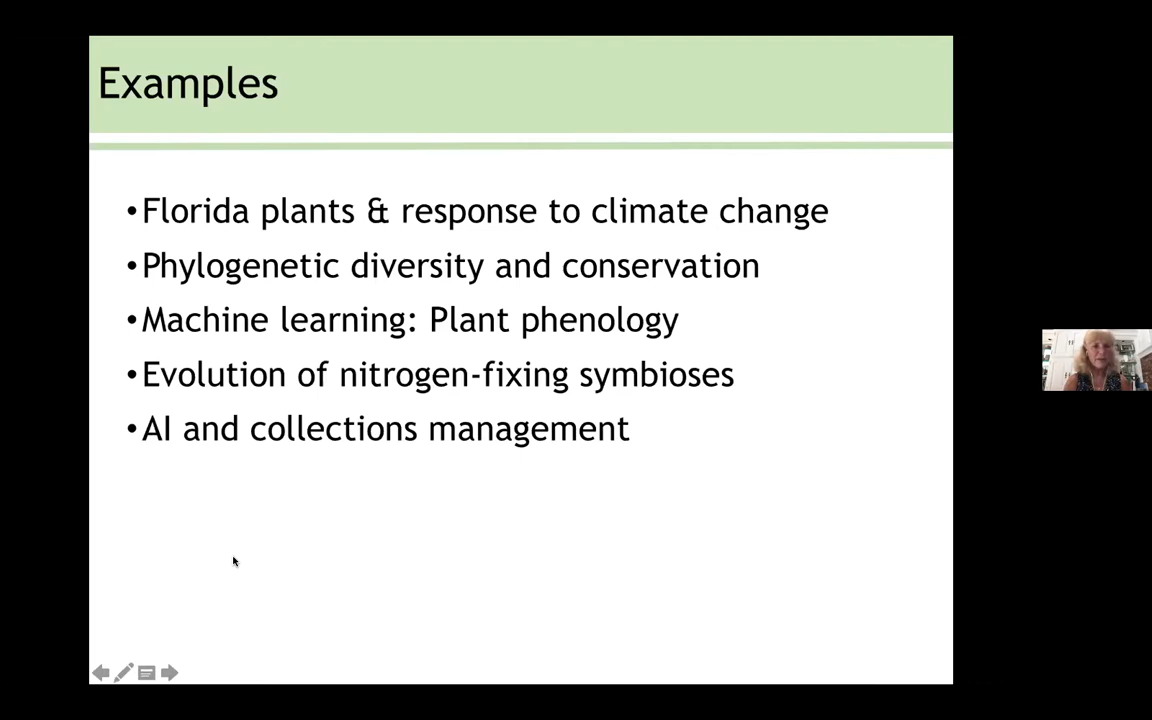 Examples
•Florida plants & response to climate change
•Phylogenetic diversity and conservation
•Machine learning: Plant phenology
•Evolution of nitrogen-fixing symbioses
•AI and collections management